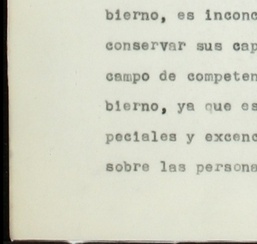 bierno, es inconc
conservar sus cap
campo de competen
bierno, ya que es
peciales y excenc
sobre las persona